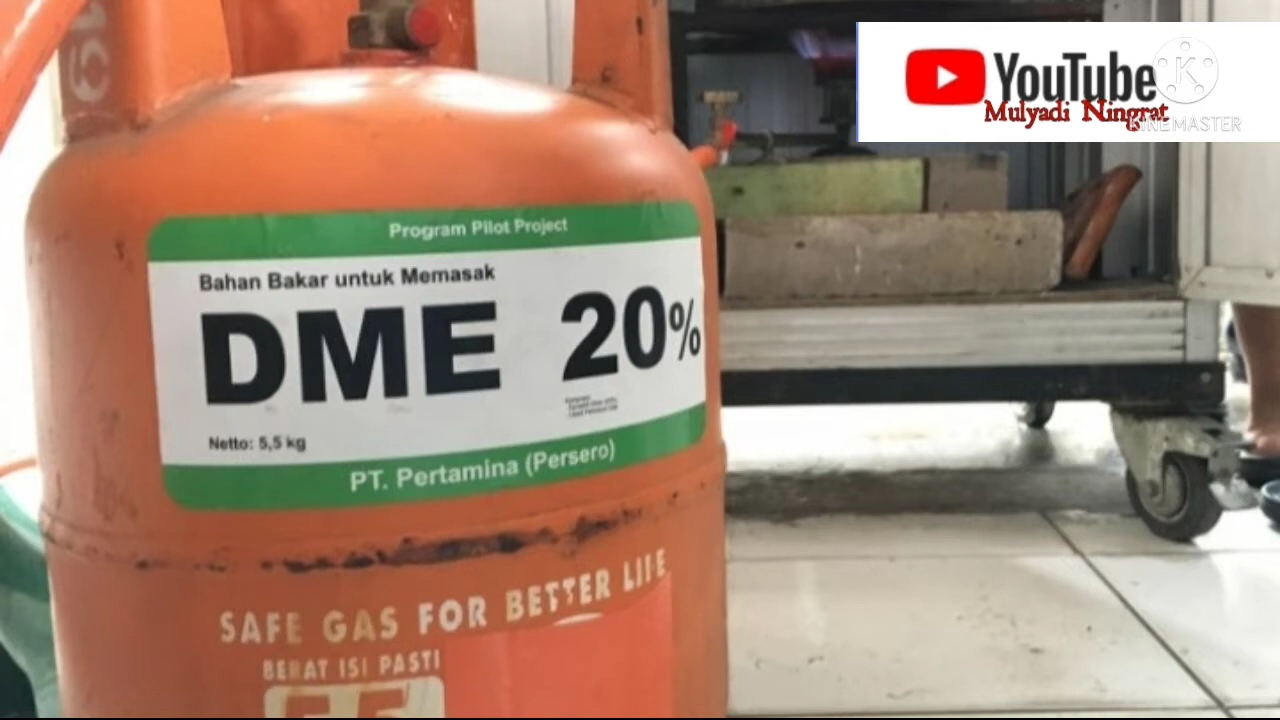 YouTube
Mulyadi Ningrat
KINEMASTER
Program Pilot Project
Bahan Bakar untuk Memasak
DME 20%
Netto: 5,5 kg
PT. Pertamina (Persero)
SAFE GAS FOR BETTER LIFE
BERAT ISI PASTI